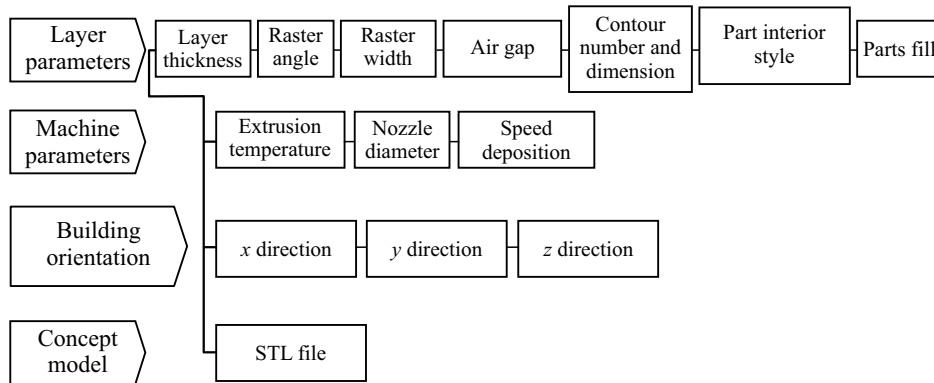 Layer
parameters
Layer
thickness
Raster
angle
Raster
width
Air gap
Contour
number and
dimension
Part interior
style
Parts fill
Machine
parameters
Extrusion
temperature
Nozzle
diameter
Speed
deposition
Building
orientation
x direction
y direction
z direction
Concept
model
STL file